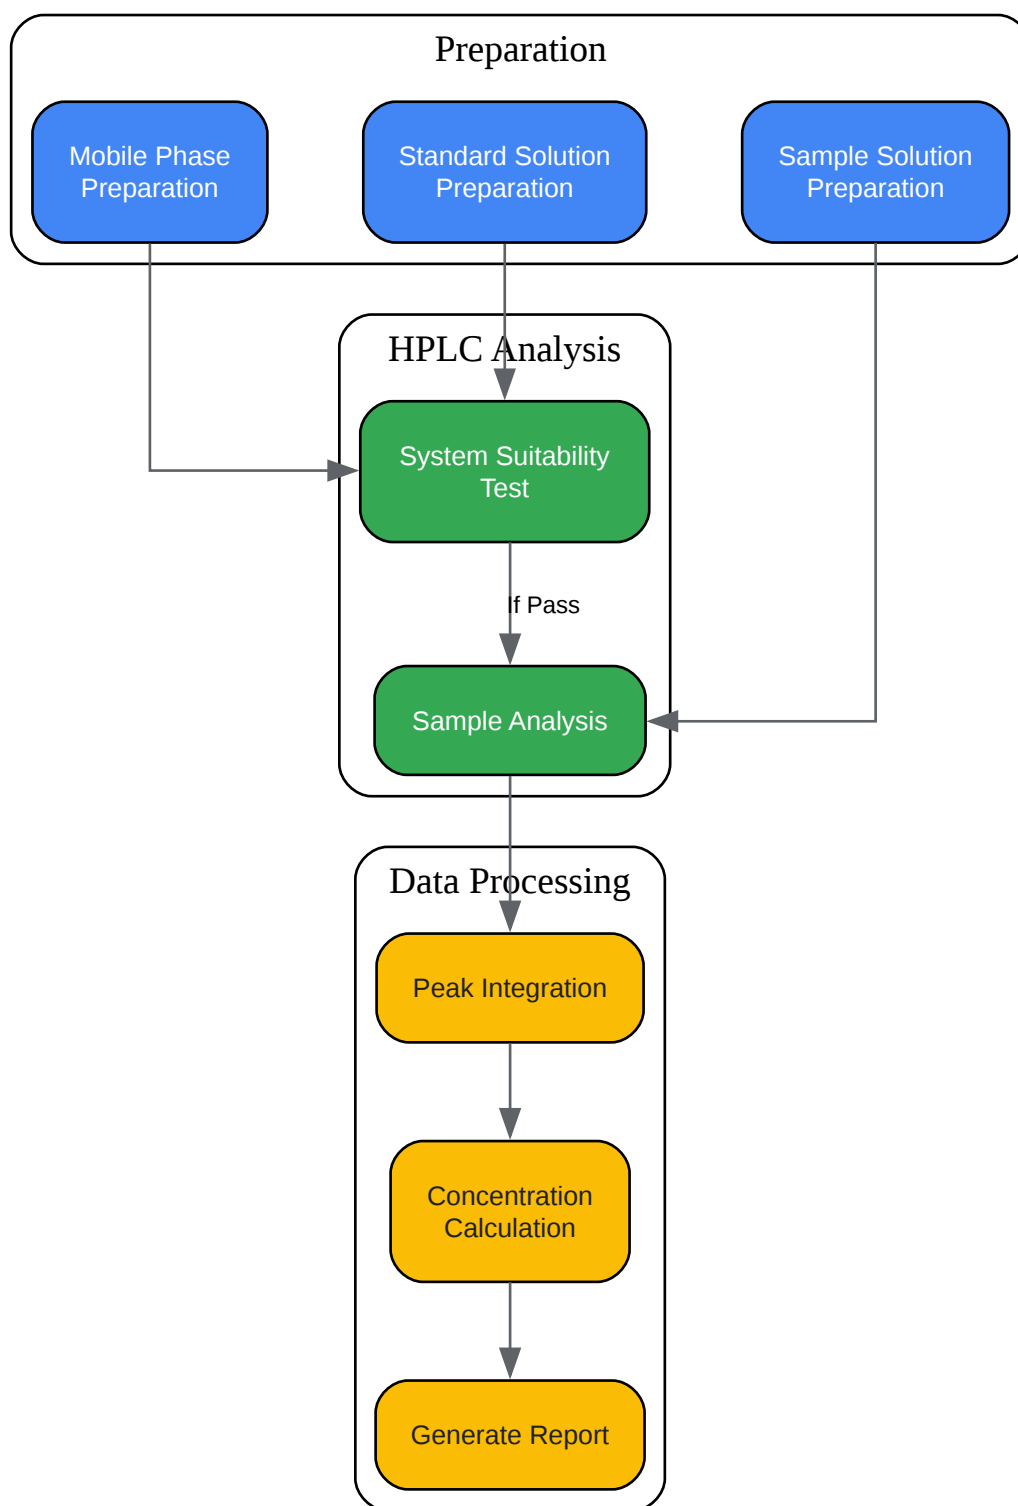 Preparation
Mobile Phase
Preparation
Standard Solution
Preparation
Sample Solution
Preparation
HPLC Analysis
System Suitability
Test
If Pass
Sample Analysis
Data Processing
Peak Integration
Concentration
Calculation
Generate Report